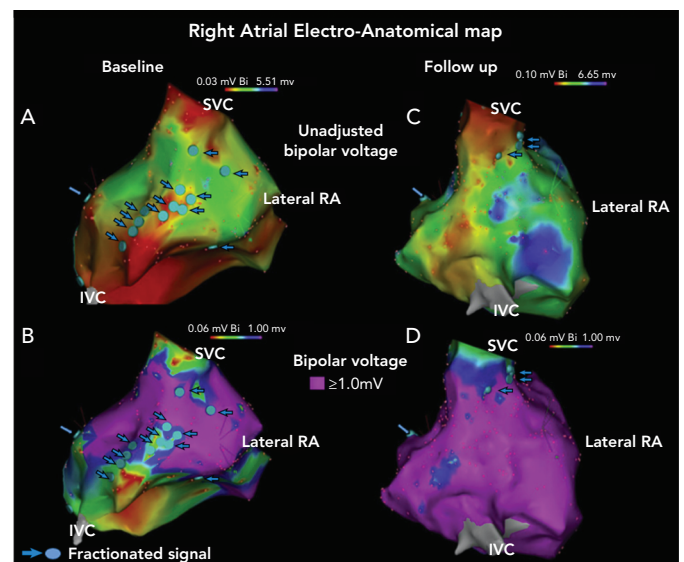 Right Atrial Electro-Anatomical map
Baseline
Follow up
0.03 mV Bi 5.51 mv
0.10 mV Bi 6.65 mv
A
SVC
Unadjusted
bipolar voltage
C
SVC
Lateral RA
Lateral RA
IVC
IVC
B
0.06 mV Bi 1.00 mv
SVC
Bipolar voltage
≥1.0mV
D
0.06 mV Bi 1.00 mv
SVC
Lateral RA
Lateral RA
IVC
IVC
Fractionated signal